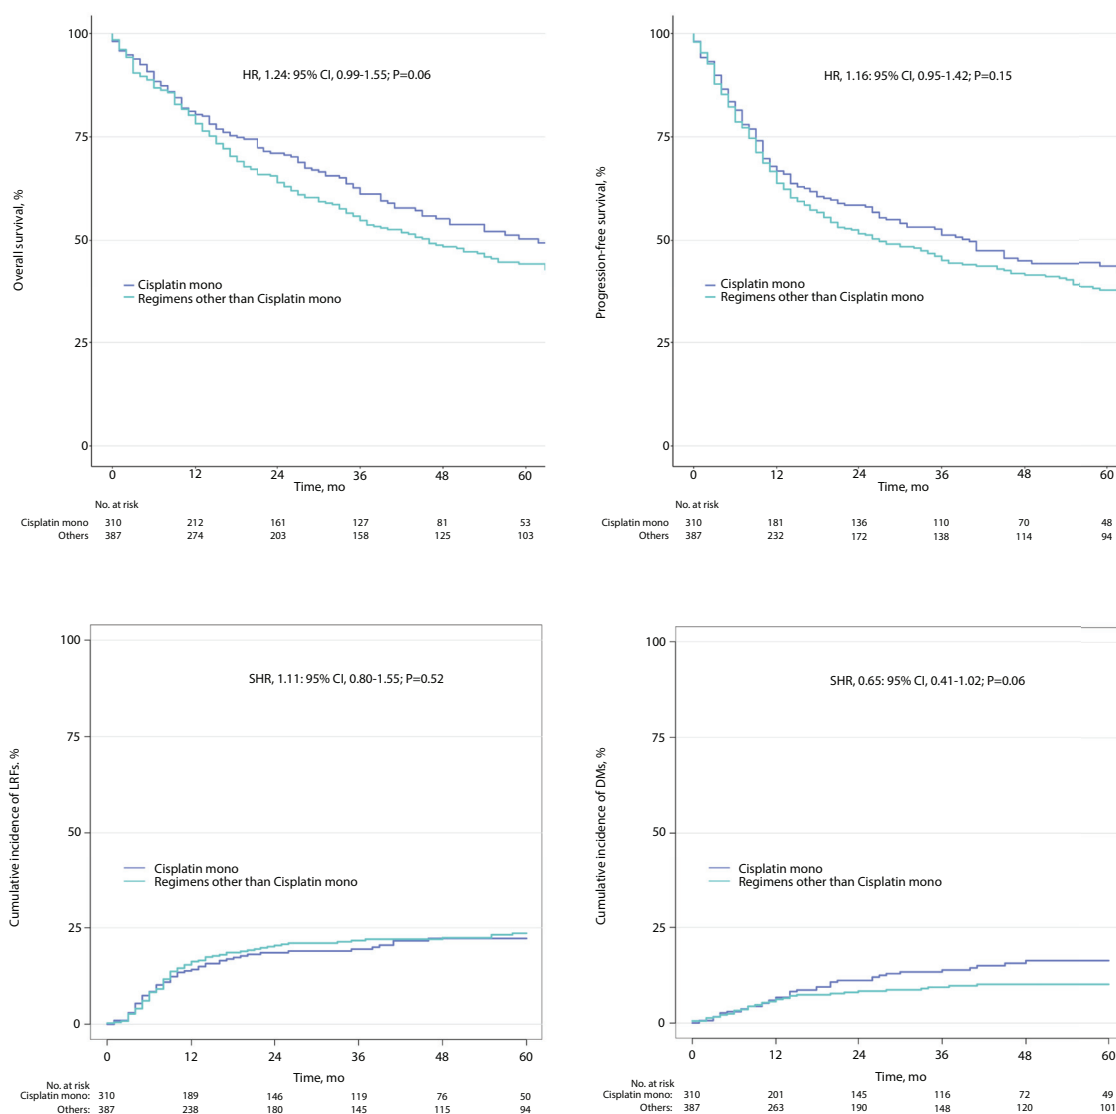 100
75
50
25
0
Overall survival, %
HR, 1.24: 95% CI, 0.99-1.55; P=0.06
Cisplatin mono
Regimens other than Cisplatin mono
0 12 24 36 48 60
Time, mo
No. at risk
Cisplatin mono 310 212 161 127 81 53
Others 387 274 203 158 125 103
100
75
50
25
0
Progression-free survival, %
HR, 1.16: 95% CI, 0.95-1.42; P=0.15
Cisplatin mono
Regimens other than Cisplatin mono
0 12 24 36 48 60
Time, mo
No. at risk
Cisplatin mono 310 181 136 110 70 48
Others 387 232 172 138 114 94
100
75
50
25
0
Cumulative incidence of LRFs. %
SHR, 1.11: 95% CI, 0.80-1.55; P=0.52
Cisplatin mono
Regimens other than Cisplatin mono
0 12 24 36 48 60
Time, mo
No. at risk
Cisplatin mono: 310 189 146 119 76 50
Others: 387 238 180 145 115 94
100
75
50
25
0
Cumulative incidence of DMs, %
SHR, 0.65: 95% CI, 0.41-1.02; P=0.06
Cisplatin mono
Regimens other than Cisplatin mono
0 12 24 36 48 60
Time, mo
No. at risk
Cisplatin mono: 310 201 145 116 72 49
Others: 387 263 190 148 120 101